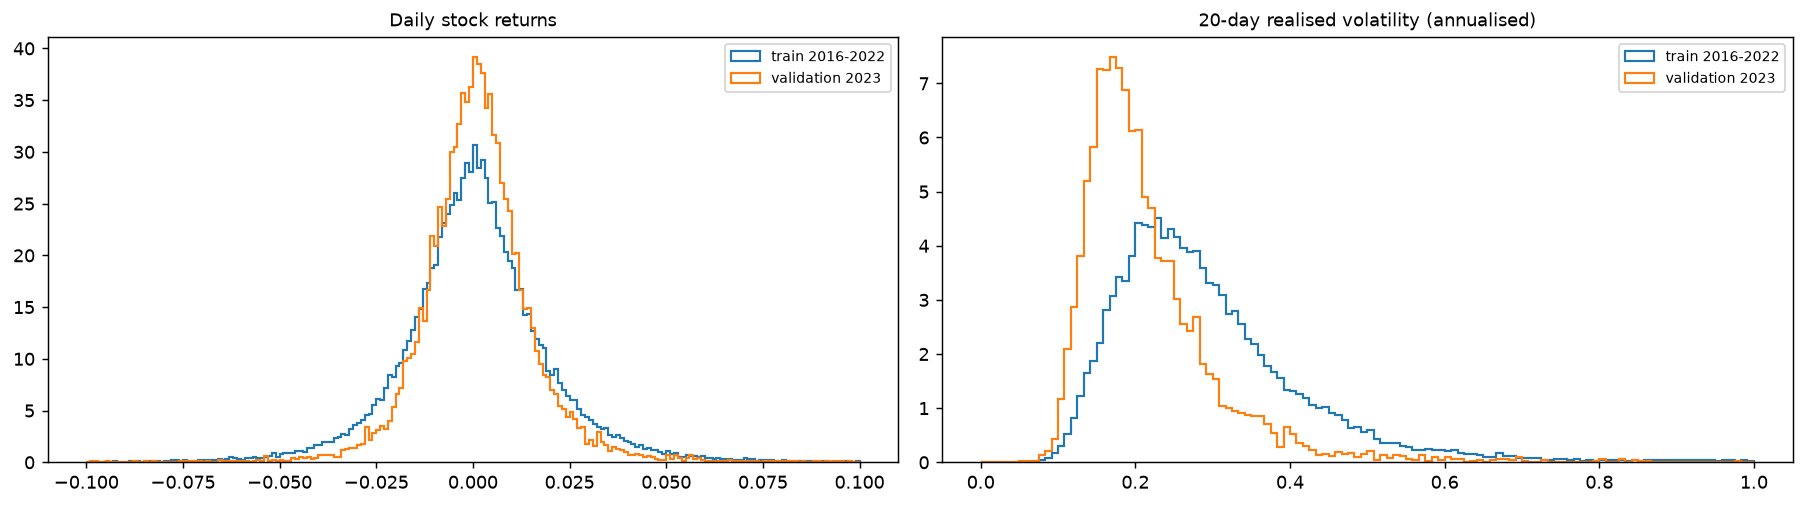 Daily stock returns
train 2016-2022
validation 2023
40
35
30
25
20
15
10
5
0
−0.100 −0.075 −0.050 −0.025 0.000 0.025 0.050 0.075 0.100
20-day realised volatility (annualised)
train 2016-2022
validation 2023
7
6
5
4
3
2
1
0
0.0 0.2 0.4 0.6 0.8 1.0